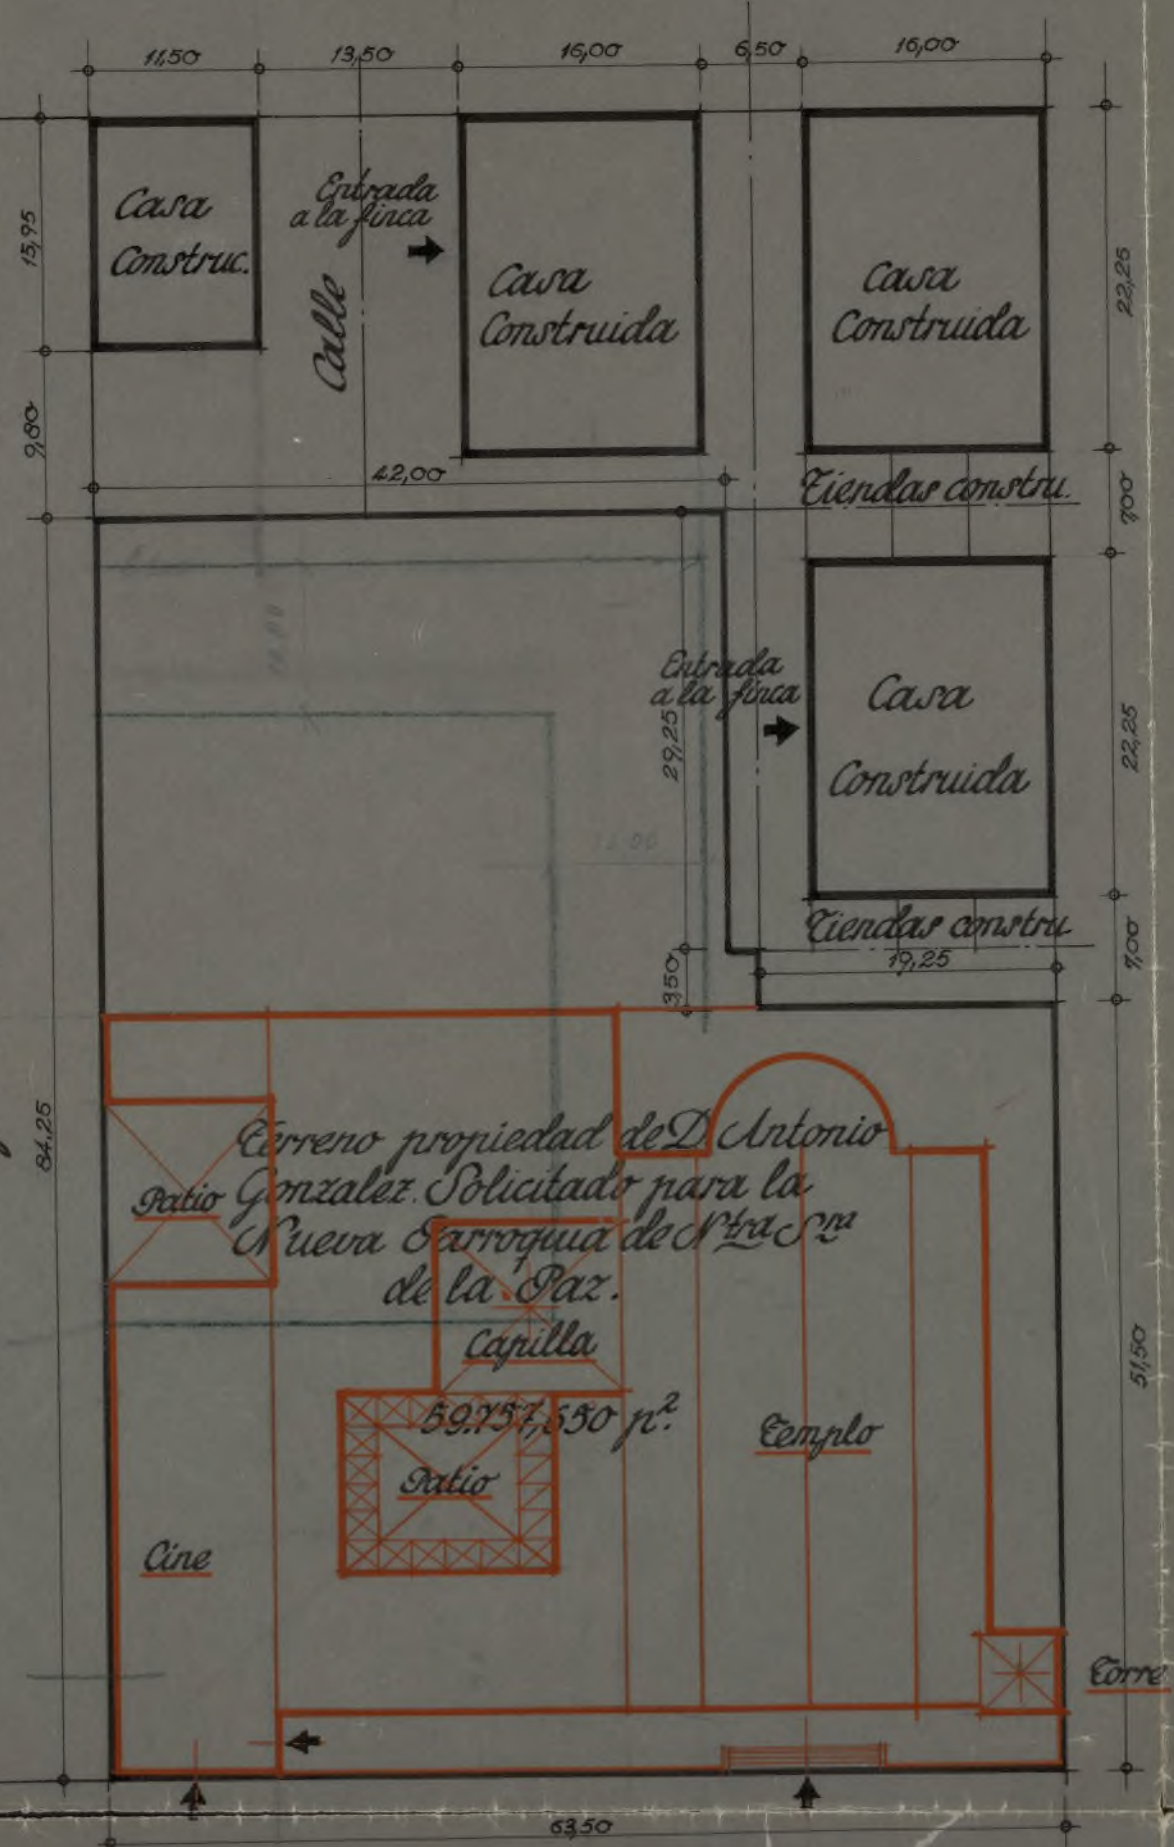 11,50
13,50
16,00
6,50
16,00
Casa
Construc.
Entrada
a la finca
Calle
Casa
Construida
Casa
Construida
15,95
22,25
9,80
42,00
Tiendas constru.
7,00
Entrada
a la finca
29,25
Casa
Construida
22,25
Tiendas constru
19,25
7,00
3,50
84,25
Terreno propiedad de D. Antonio
Gonzalez. Solicitado para la
Nueva Parroquia de Ntra Sra
de la Paz.
Patio
Capilla
59.757,650 p².
Patio
Templo
51,50
Cine
Torre
63,50